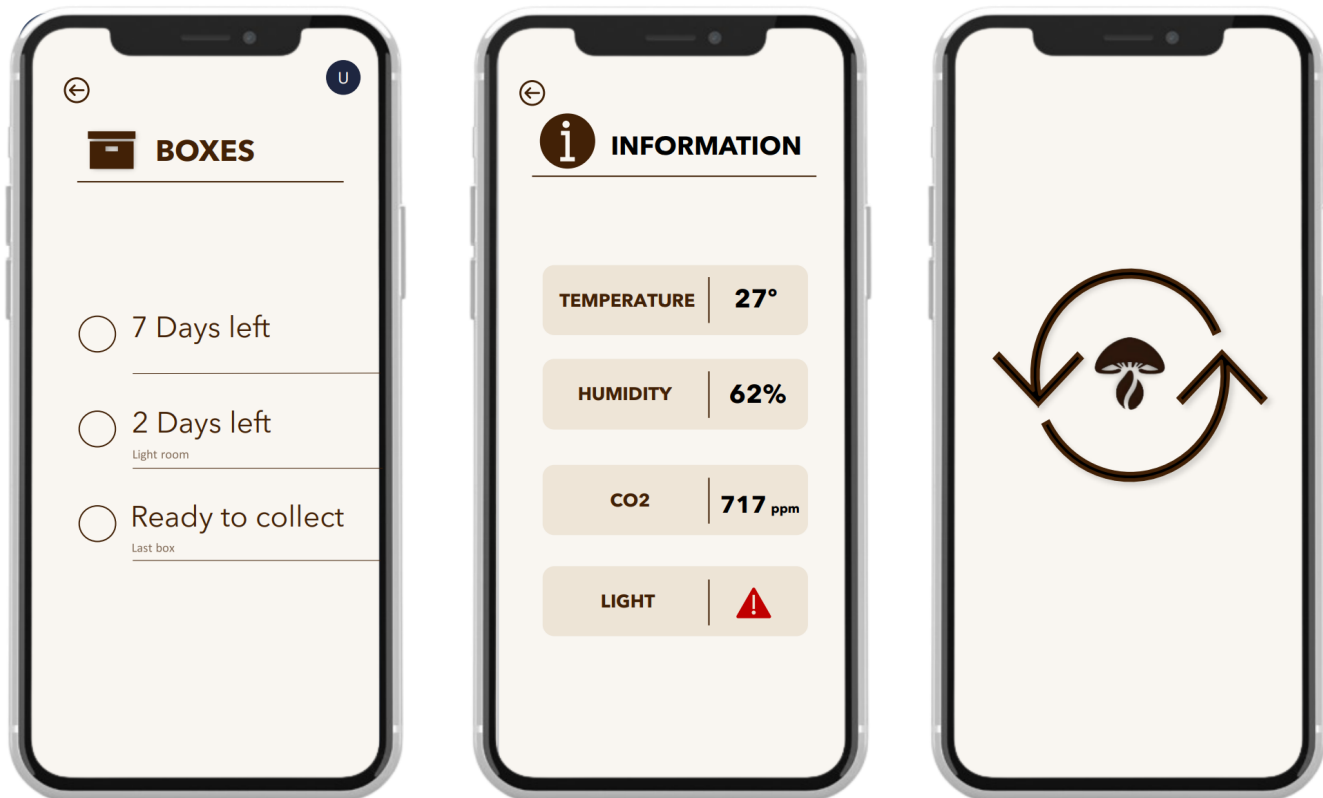 U
BOXES
7 Days left
2 Days left
Light room
Ready to collect
Last box
i INFORMATION
TEMPERATURE 27°
HUMIDITY 62%
CO2 717 ppm
LIGHT !